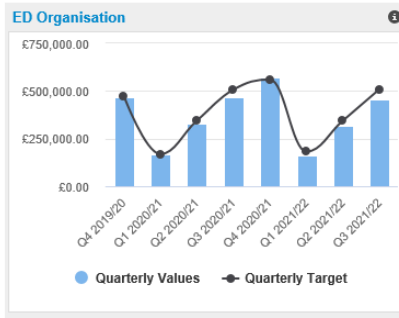 ED Organisation
£750,000.00
£500,000.00
£250,000.00
£0.00
Q4 2019/20
Q1 2020/21
Q2 2020/21
Q3 2020/21
Q4 2020/21
Q1 2021/22
Q2 2021/22
Q3 2021/22
Quarterly Values
Quarterly Target